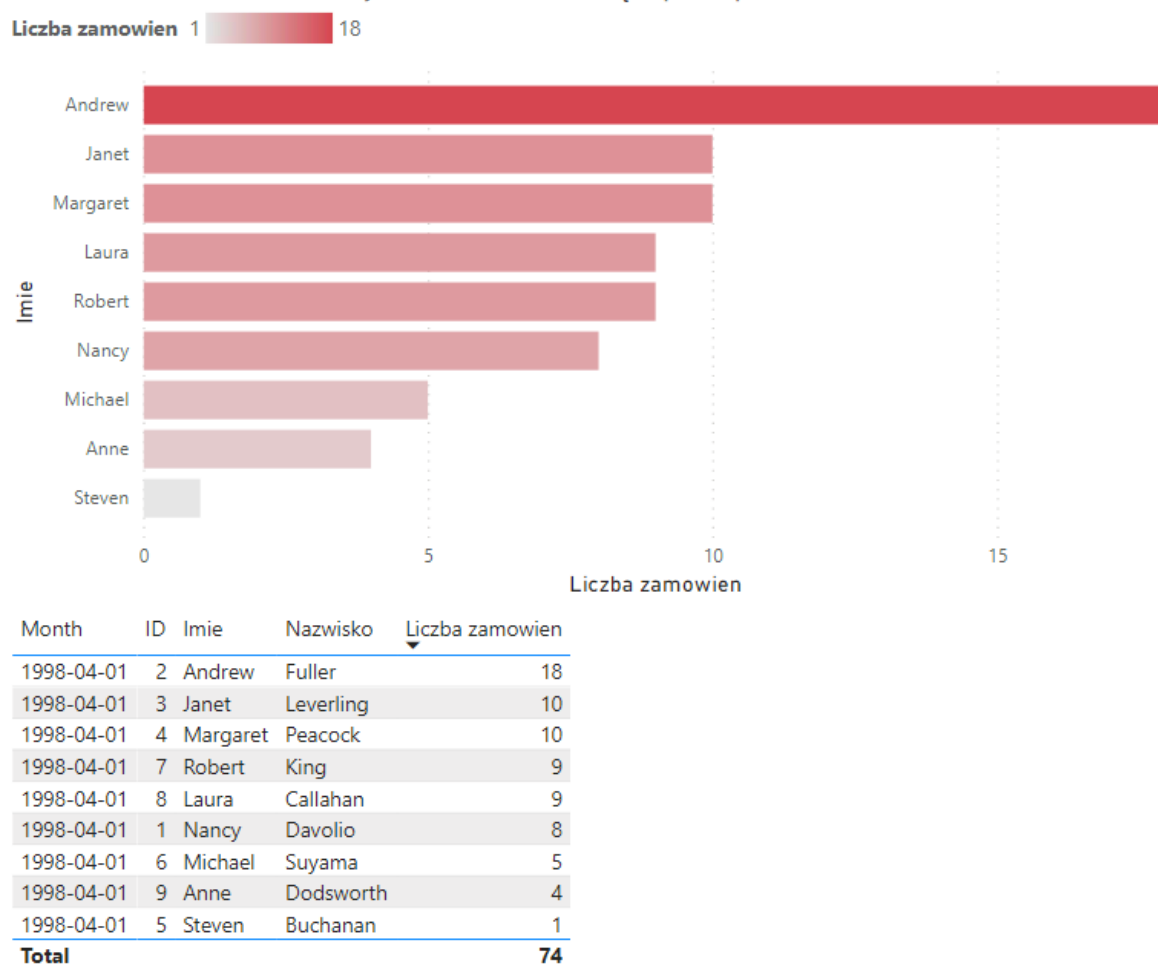 Liczba zamowien 1 18
Andrew
Janet
Margaret
Laura
Robert
Nancy
Michael
Anne
Steven
Imie
0 5 10 15
Liczba zamowien
Month ID Imie Nazwisko Liczba zamowien
1998-04-01 2 Andrew Fuller 18
1998-04-01 3 Janet Leverling 10
1998-04-01 4 Margaret Peacock 10
1998-04-01 7 Robert King 9
1998-04-01 8 Laura Callahan 9
1998-04-01 1 Nancy Davolio 8
1998-04-01 6 Michael Suyama 5
1998-04-01 9 Anne Dodsworth 4
1998-04-01 5 Steven Buchanan 1
Total 74